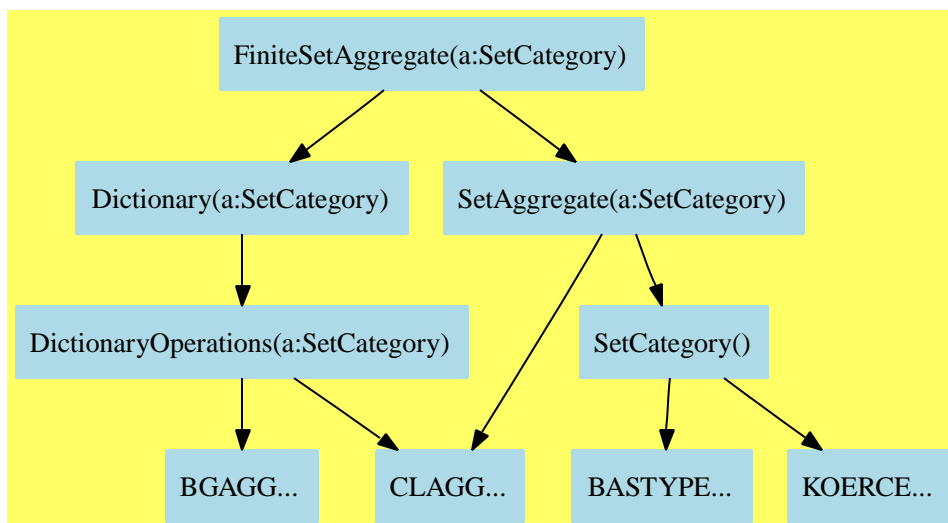 FiniteSetAggregate(a:SetCategory)
Dictionary(a:SetCategory)
SetAggregate(a:SetCategory)
DictionaryOperations(a:SetCategory)
SetCategory()
BGAGG...
CLAGG...
BASTYPE...
KOERCE...